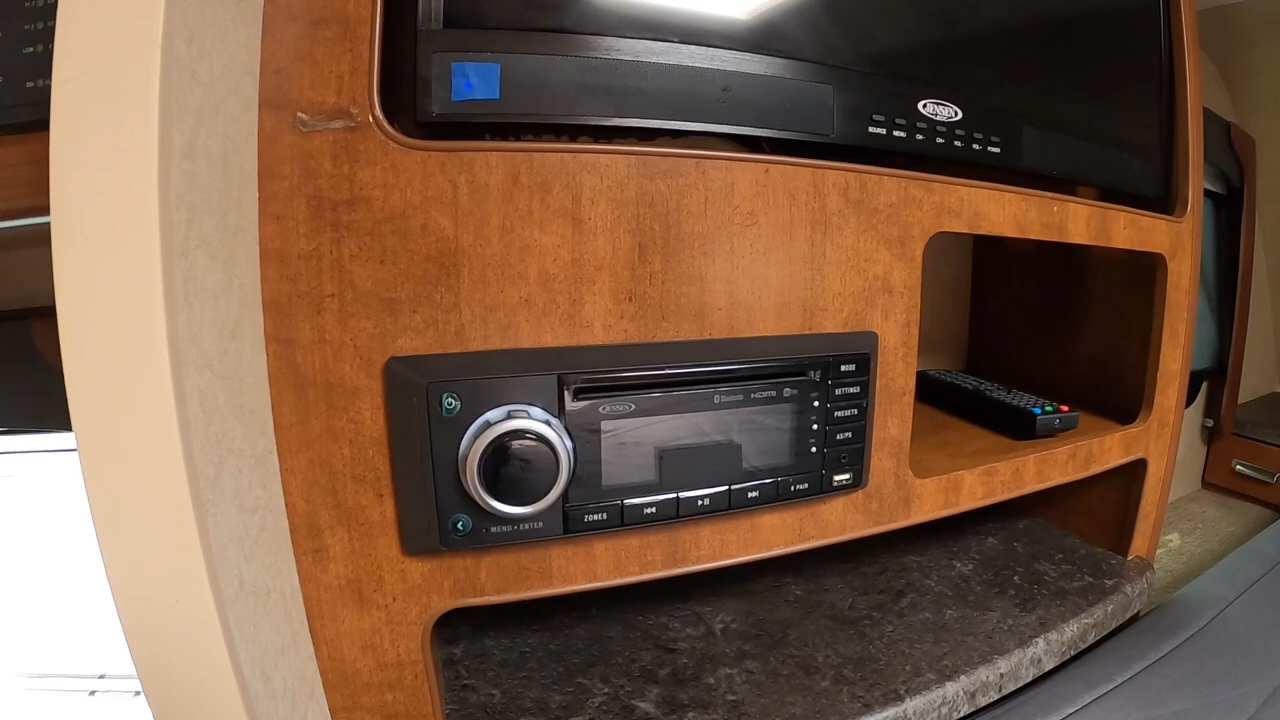 JENSEN
SOURCE MENU CH- CH+ VOL- VOL+ POWER
JENSEN
Bluetooth HDMI
MODE
SETTINGS
PRESETS
AS/PS
ZONES
PAIR
MENU • ENTER